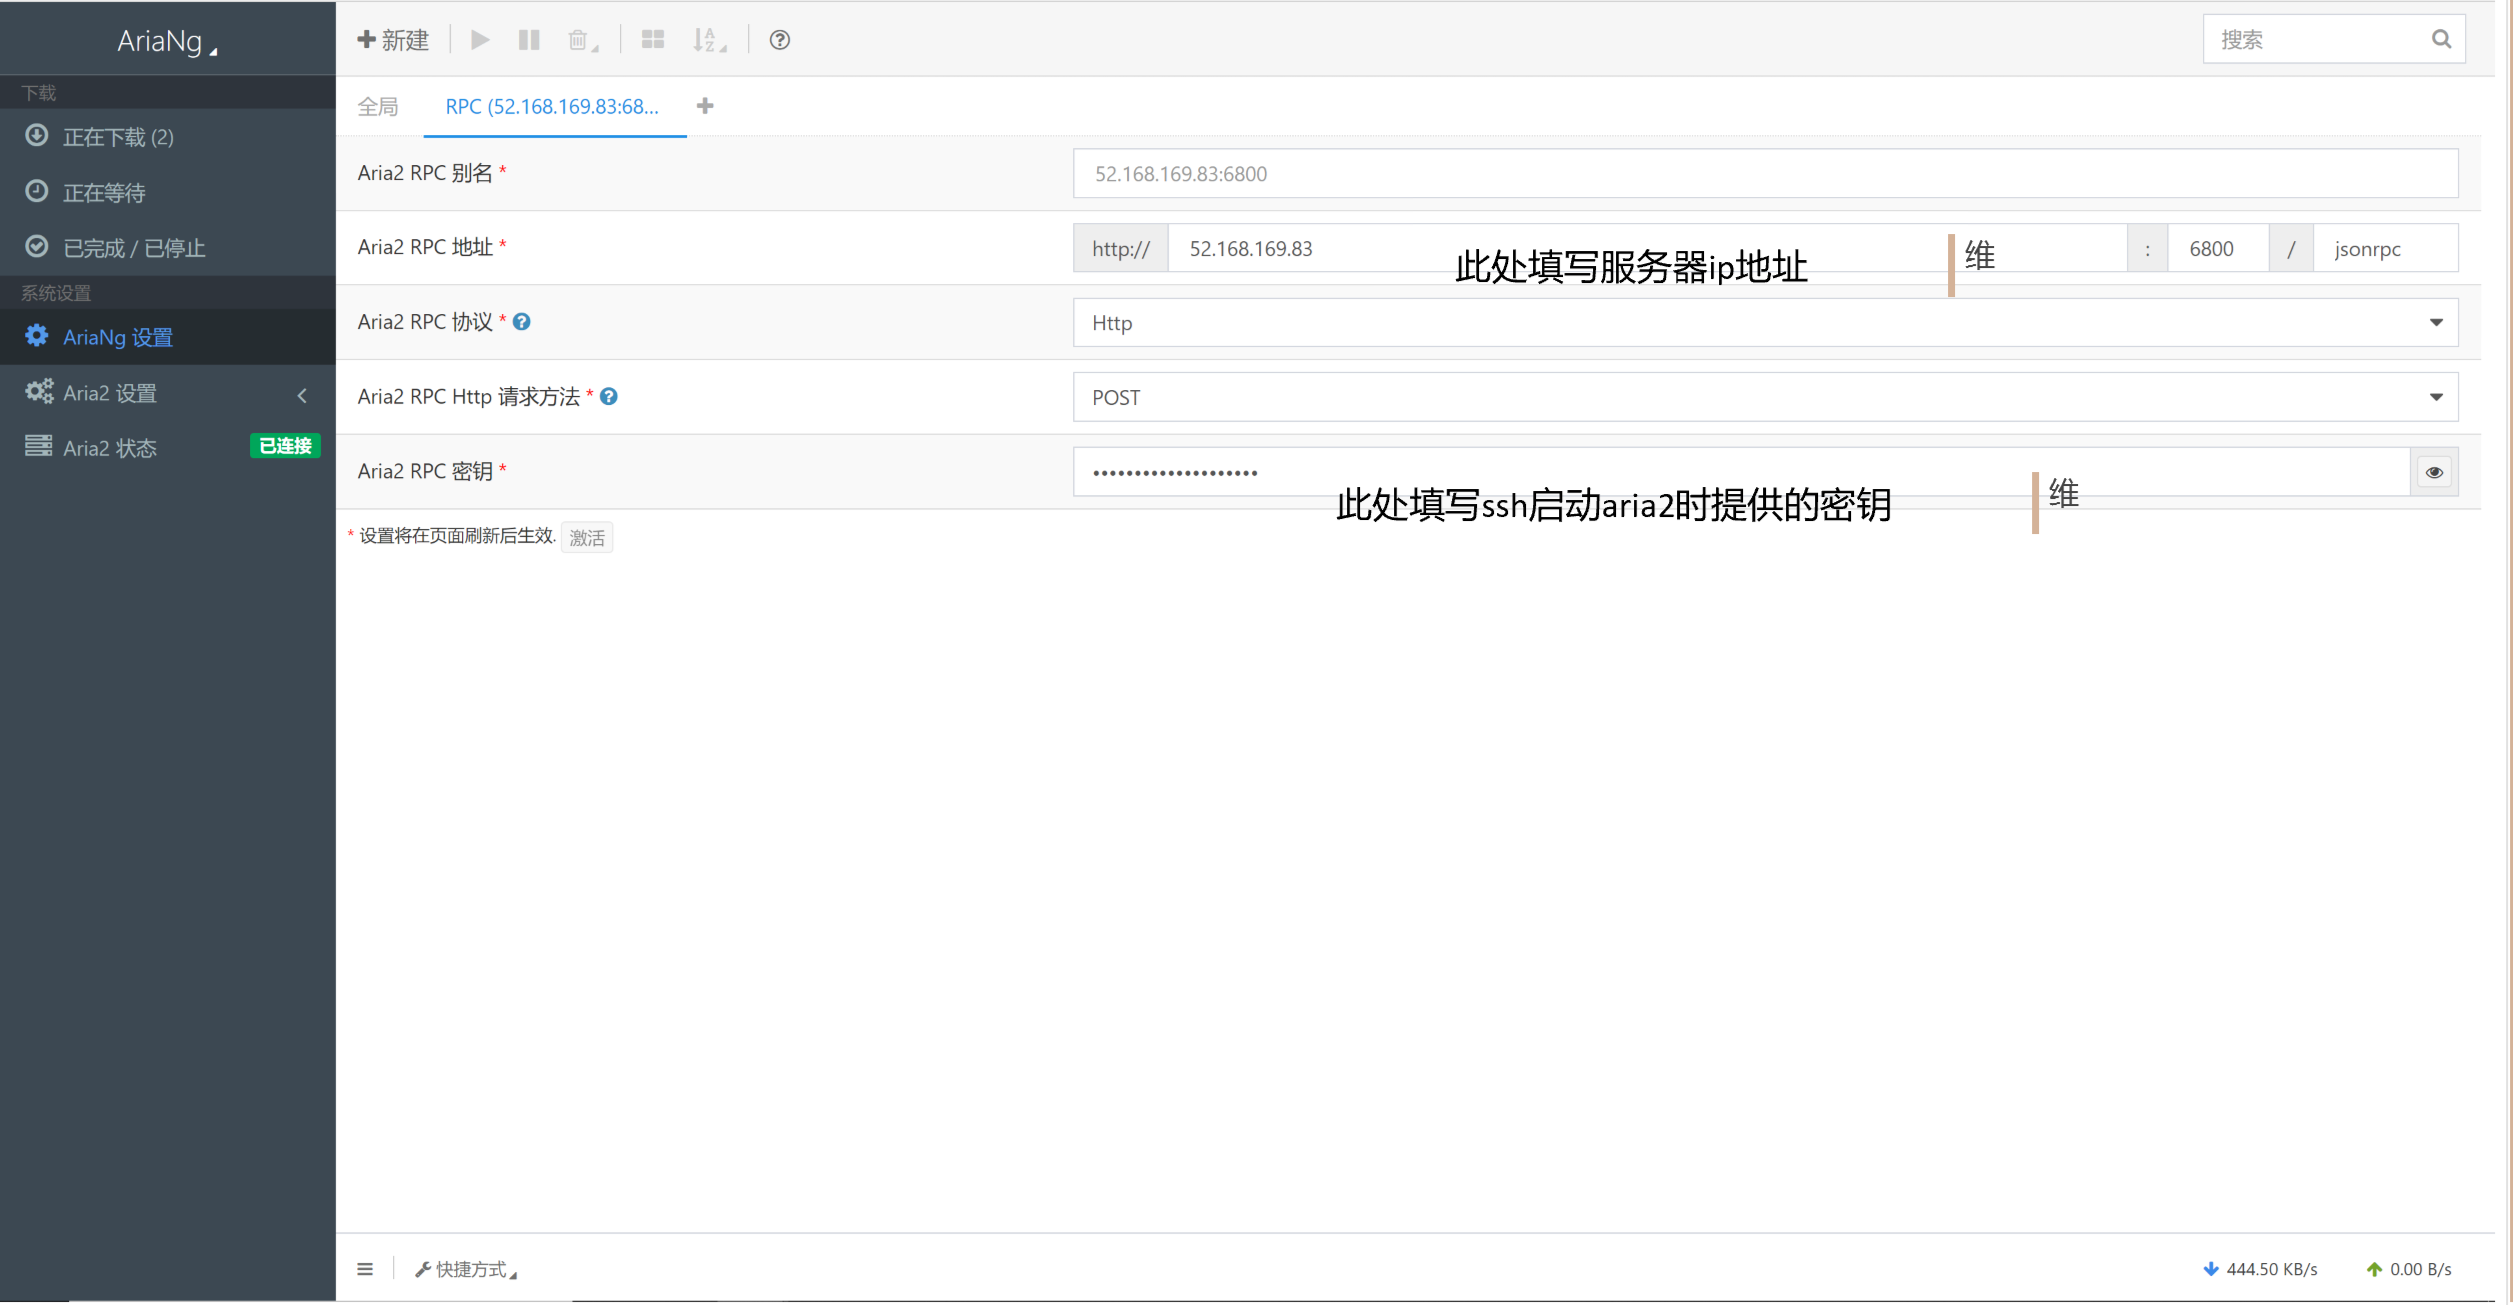 AriaNg
新建
搜索
下载
正在下载 (2)
正在等待
已完成 / 已停止
系统设置
AriaNg 设置
Aria2 设置
Aria2 状态 已连接
全局 RPC (52.168.169.83:68...
Aria2 RPC 别名 * 52.168.169.83:6800
Aria2 RPC 地址 * http:// 52.168.169.83 : 6800 / jsonrpc
此处填写服务器ip地址 维
Aria2 RPC 协议 * Http
Aria2 RPC Http 请求方法 * POST
Aria2 RPC 密钥 * ••••••••••••••••••••
此处填写ssh启动aria2时提供的密钥 维
* 设置将在页面刷新后生效. 激活
快捷方式 444.50 KB/s 0.00 B/s